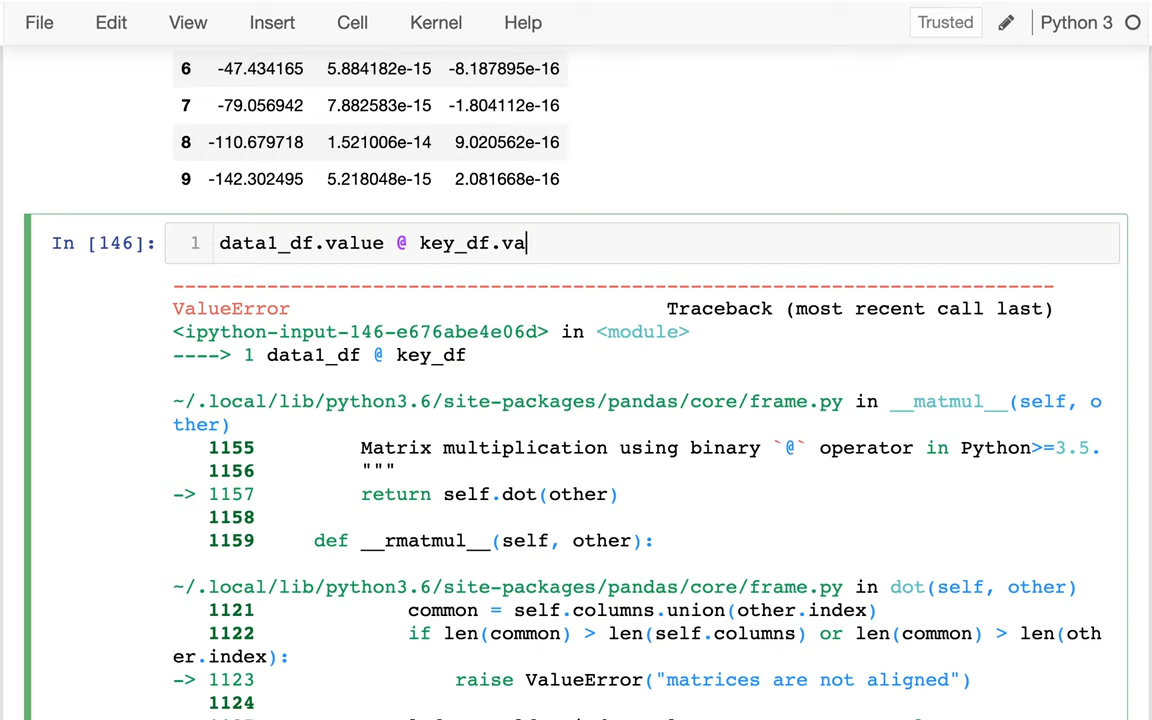 File Edit View Insert Cell Kernel Help Trusted Python 3
6 -47.434165 5.884182e-15 -8.187895e-16
7 -79.056942 7.882583e-15 -1.804112e-16
8 -110.679718 1.521006e-14 9.020562e-16
9 -142.302495 5.218048e-15 2.081668e-16
In [146]: 1 data1_df.value @ key_df.va
---------------------------------------------------------------------------
ValueError Traceback (most recent call last)
<ipython-input-146-e676abe4e06d> in <module>
----> 1 data1_df @ key_df
~/.local/lib/python3.6/site-packages/pandas/core/frame.py in __matmul__(self, o
ther)
1155 Matrix multiplication using binary `@` operator in Python>=3.5.
1156 """
-> 1157 return self.dot(other)
1158
1159 def __rmatmul__(self, other):
~/.local/lib/python3.6/site-packages/pandas/core/frame.py in dot(self, other)
1121 common = self.columns.union(other.index)
1122 if len(common) > len(self.columns) or len(common) > len(oth
er.index):
-> 1123 raise ValueError("matrices are not aligned")
1124